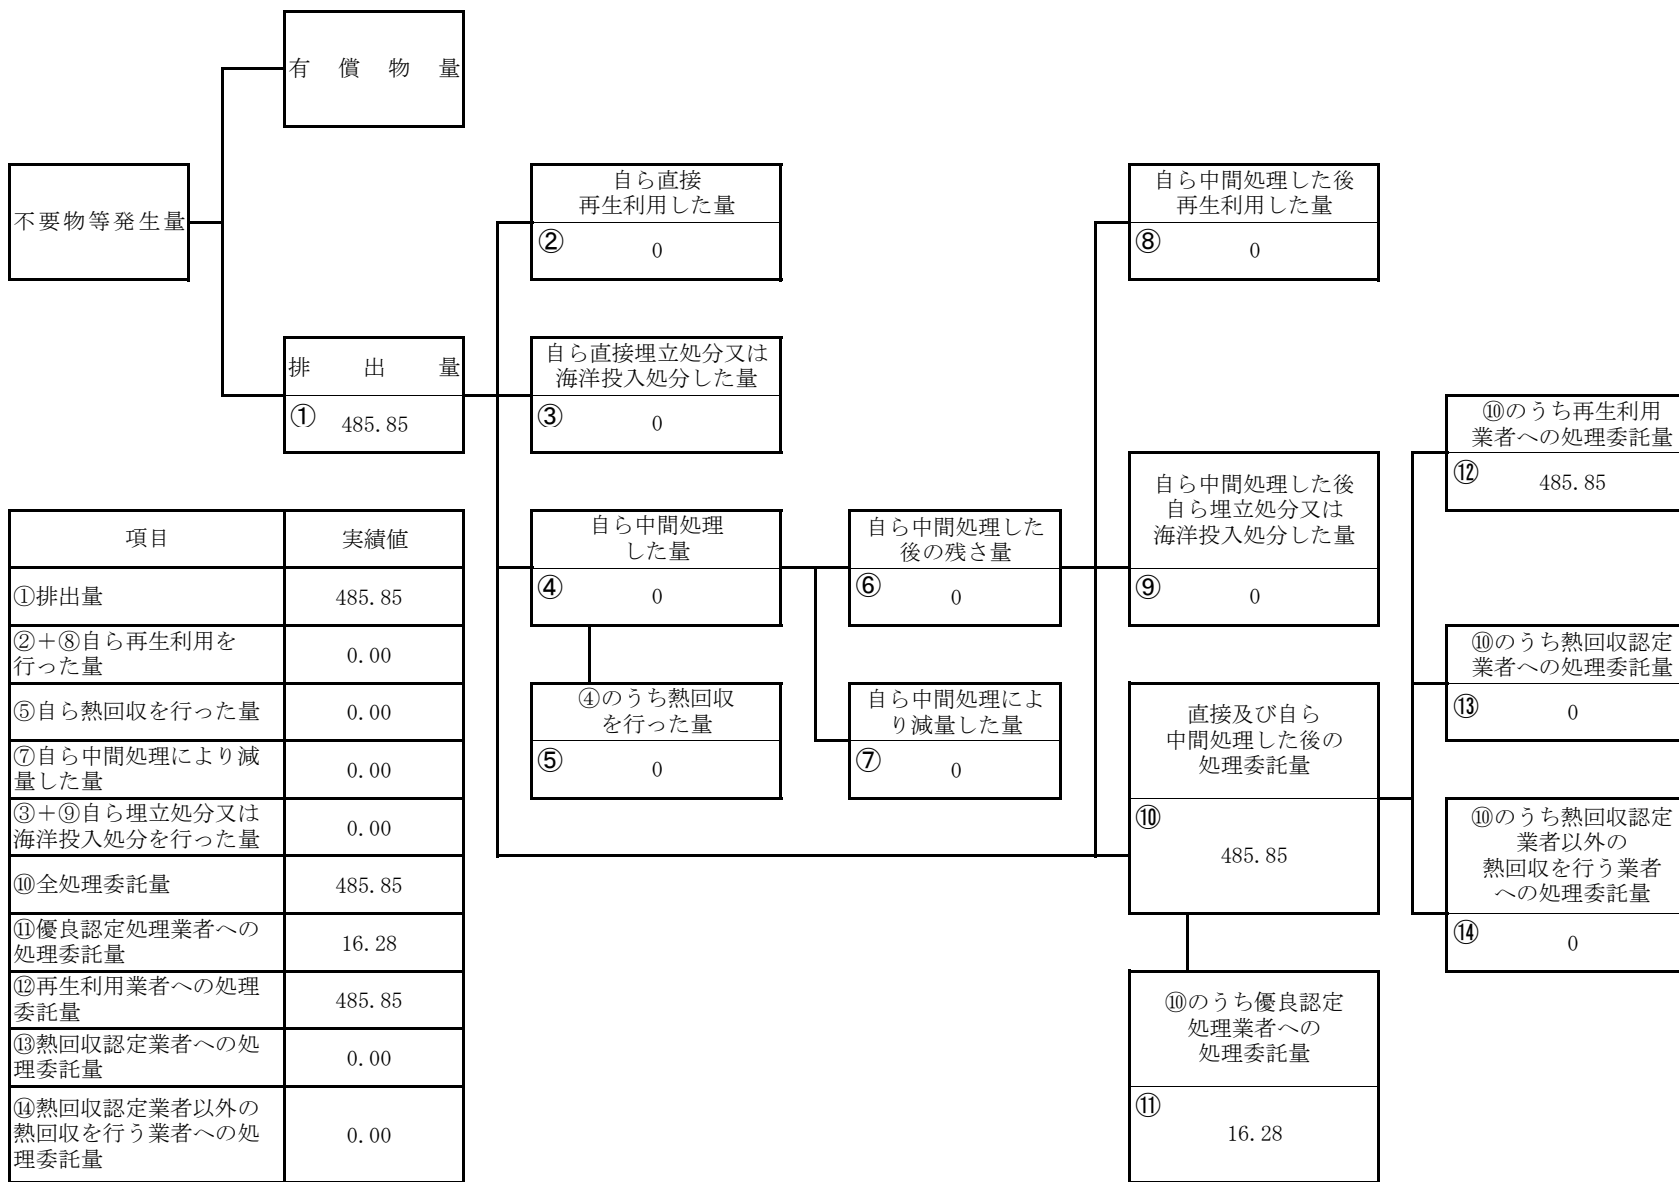 有償物量
不要物等発生量
自ら直接
再生利用した量
② 0
自ら中間処理した後
再生利用した量
⑧ 0
排出量
① 485.85
自ら直接埋立処分又は
海洋投入処分した量
③ 0
⑩のうち再生利用
業者への処理委託量
⑫ 485.85
自ら中間処理
した量
④ 0
自ら中間処理した
後の残さ量
⑥ 0
自ら中間処理した後
自ら埋立処分又は
海洋投入処分した量
⑨ 0
⑩のうち熱回収認定
業者への処理委託量
⑬ 0
④のうち熱回収
を行った量
⑤ 0
自ら中間処理によ
り減量した量
⑦ 0
直接及び自ら
中間処理した後の
処理委託量
⑩
485.85
⑩のうち熱回収認定
業者以外の
熱回収を行う業者
への処理委託量
⑭ 0
⑩のうち優良認定
処理業者への
処理委託量
⑪
16.28
項目 実績値
①排出量 485.85
②+⑧自ら再生利用を
行った量 0.00
⑤自ら熱回収を行った量 0.00
⑦自ら中間処理により減
量した量 0.00
③+⑨自ら埋立処分又は
海洋投入処分を行った量 0.00
⑩全処理委託量 485.85
⑪優良認定処理業者への
処理委託量 16.28
⑫再生利用業者への処理
委託量 485.85
⑬熱回収認定業者への処
理委託量 0.00
⑭熱回収認定業者以外の
熱回収を行う業者への処
理委託量 0.00